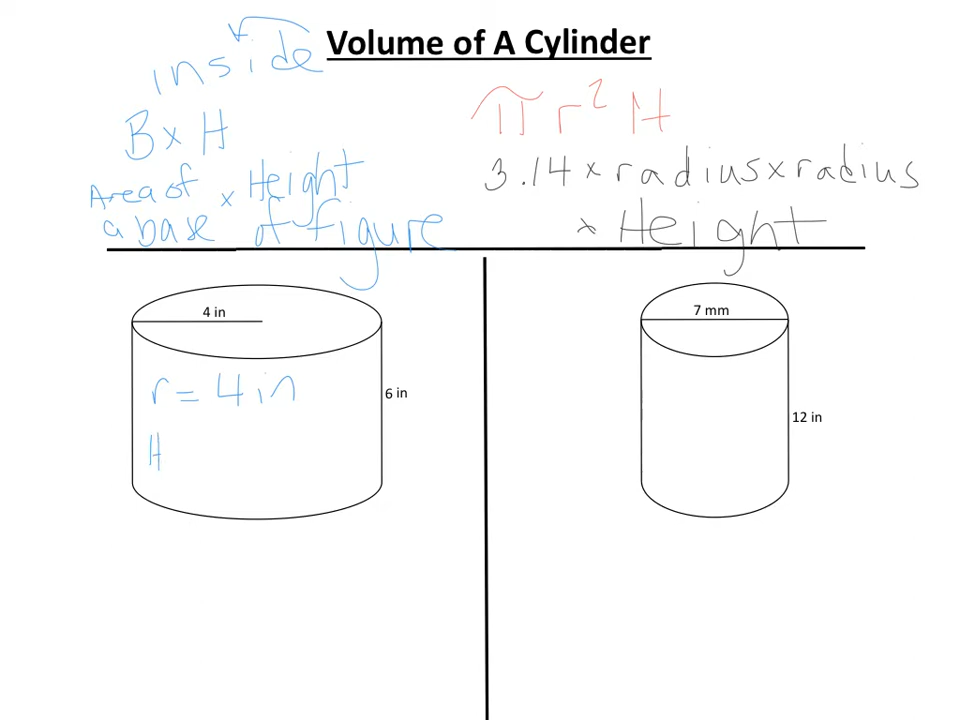 Volume of A Cylinder
inside
B x H
Area of a base x Height of figure
π r² H
3.14 x radius x radius
x Height
4 in
r = 4 in
6 in
H
7 mm
12 in